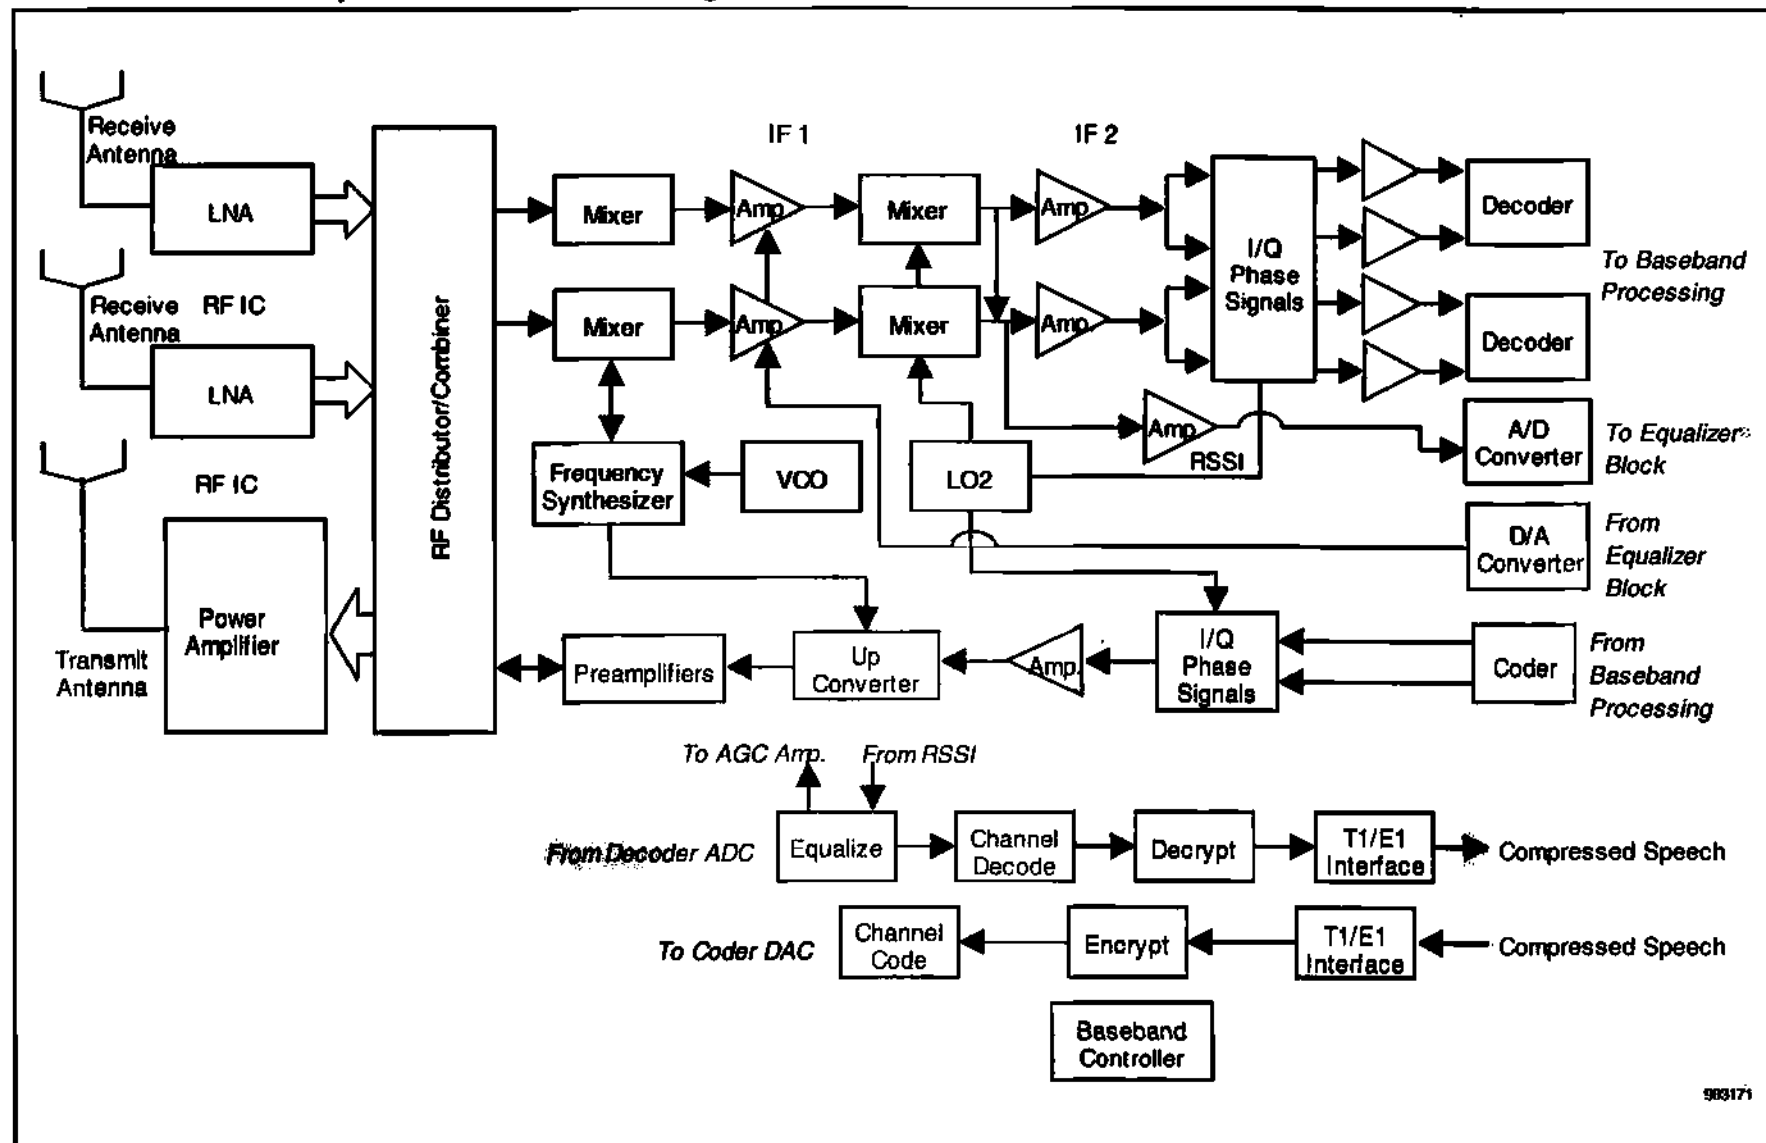 Receive
Antenna
LNA
RF IC
Receive
Antenna
LNA
RF IC
Power
Amplifier
Transmit
Antenna
RF Distributor/Combiner
IF 1
IF 2
Mixer
Amp.
Mixer
Amp.
I/Q
Phase
Signals
Decoder
To Baseband
Processing
Mixer
Amp.
Mixer
Amp.
Decoder
Frequency
Synthesizer
VCO
LO2
Amp.
RSSI
A/D
Converter
To Equalizer
Block
D/A
Converter
From
Equalizer
Block
Preamplifiers
Up
Converter
Amp.
I/Q
Phase
Signals
Coder
From
Baseband
Processing
To AGC Amp.
From RSSI
From Decoder ADC
Equalize
Channel
Decode
Decrypt
T1/E1
Interface
Compressed Speech
To Coder DAC
Channel
Code
Encrypt
T1/E1
Interface
Compressed Speech
Baseband
Controller
983171